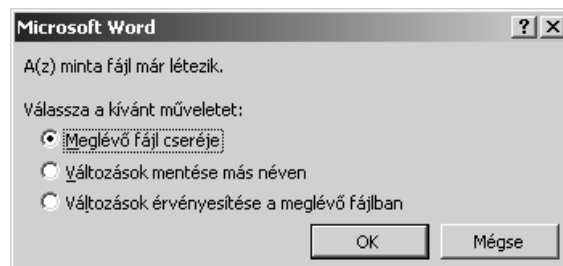 Microsoft Word
A(z) minta fájl már létezik.
Válassza a kívánt műveletet:
Meglévő fájl cseréje
Változások mentése más néven
Változások érvényesítése a meglévő fájlban
OK Mégse